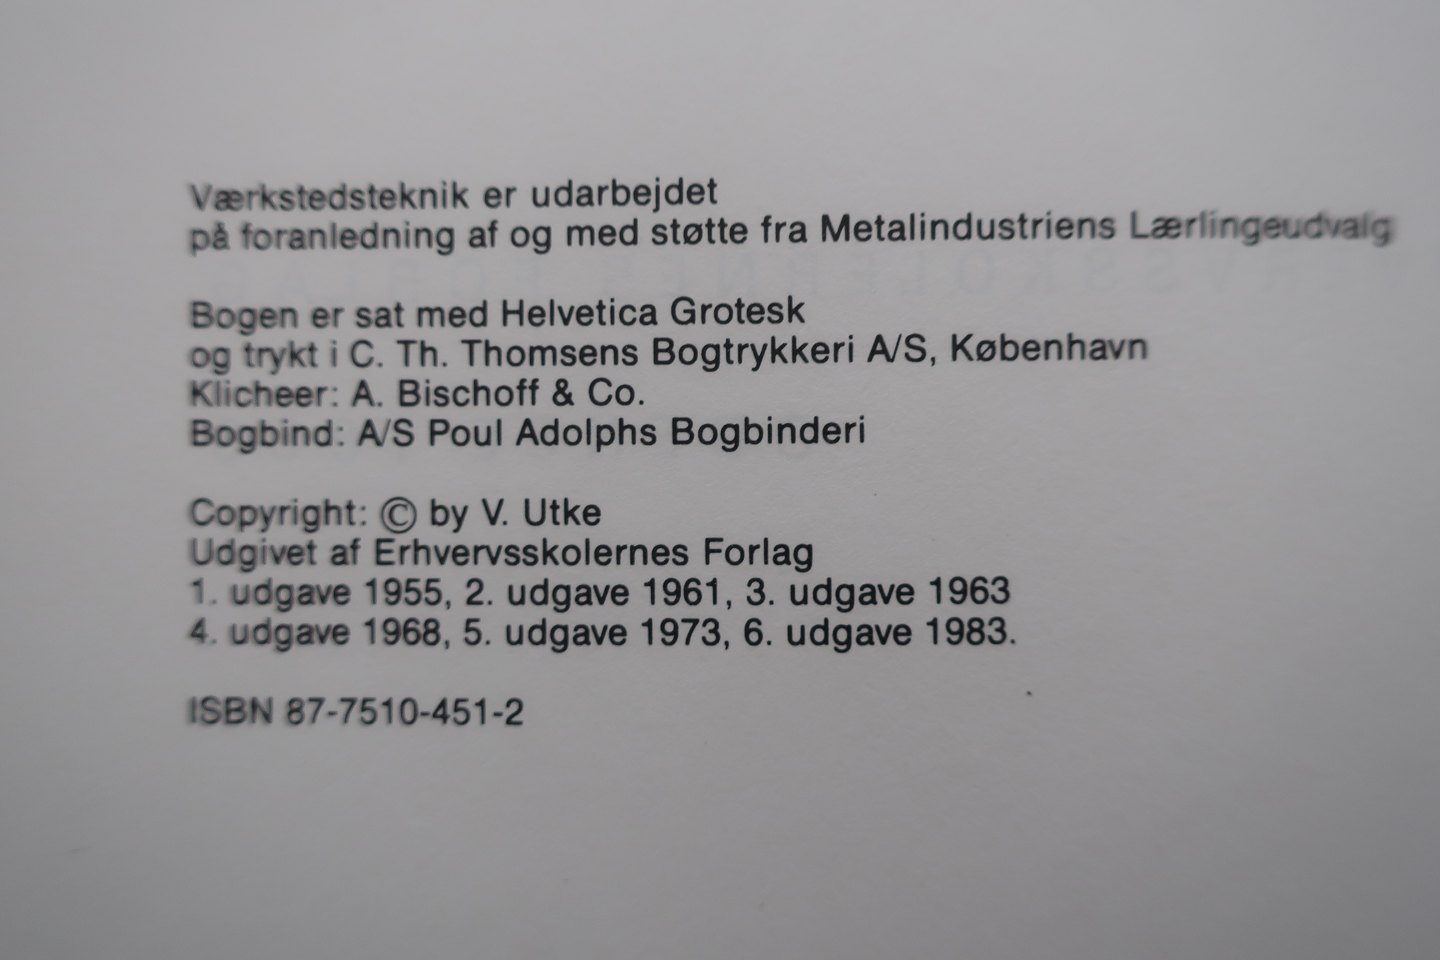 Værkstedsteknik er udarbejdet
på foranledning af og med støtte fra Metalindustriens Lærlingeudvalg
Bogen er sat med Helvetica Grotesk
og trykt i C. Th. Thomsens Bogtrykkeri A/S, København
Klicheer: A. Bischoff & Co.
Bogbind: A/S Poul Adolphs Bogbinderi
Copyright: © by V. Utke
Udgivet af Erhvervsskolernes Forlag
1. udgave 1955, 2. udgave 1961, 3. udgave 1963
4. udgave 1968, 5. udgave 1973, 6. udgave 1983.
ISBN 87-7510-451-2